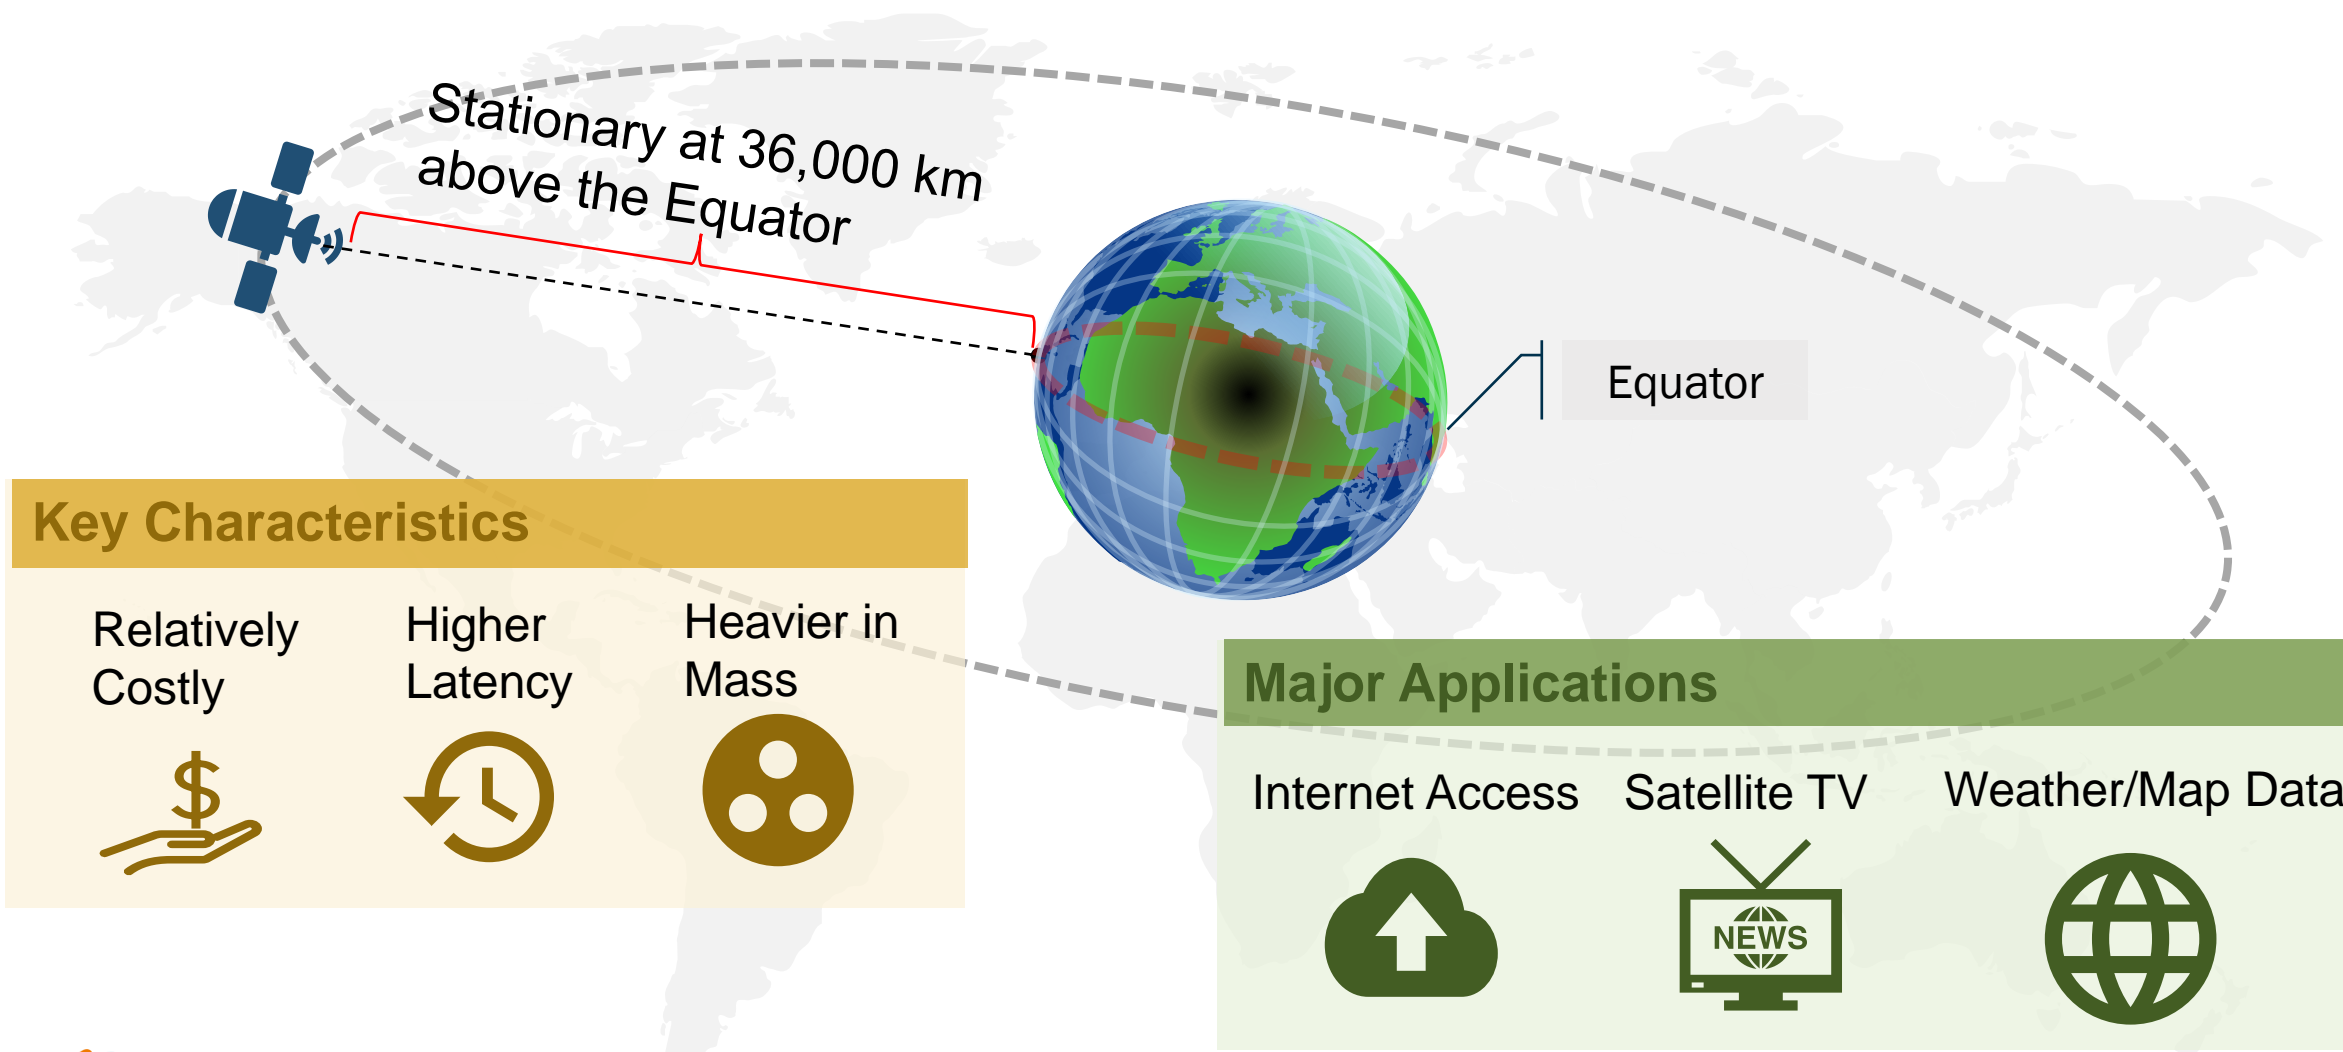 Stationary at 36,000 km
above the Equator
Equator
Key Characteristics
Relatively
Costly
Higher
Latency
Heavier in
Mass
Major Applications
Internet Access
Satellite TV
Weather/Map Data
NEWS